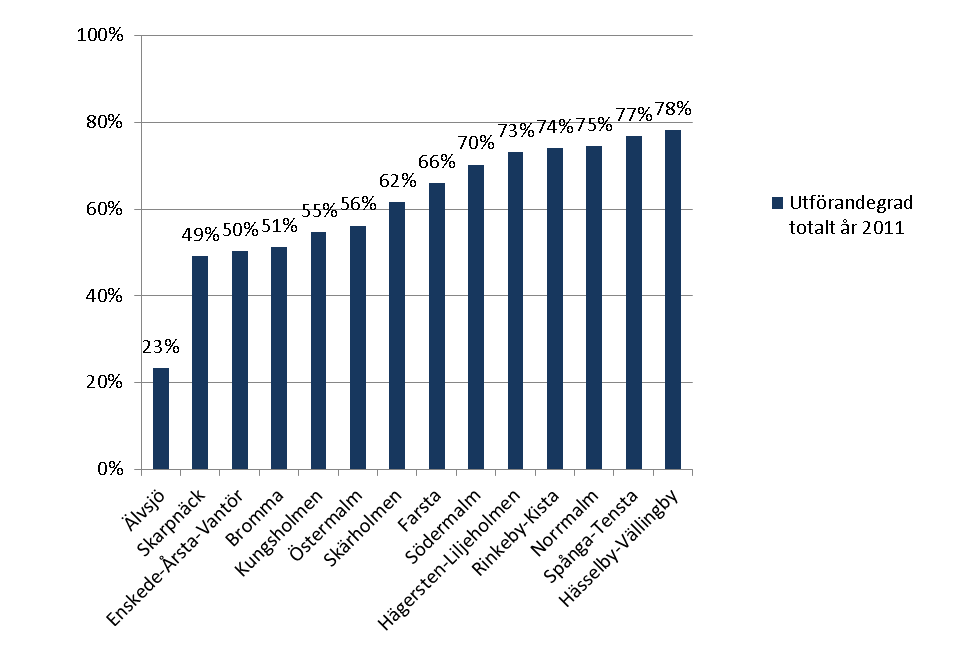 100%
80%
60%
40%
20%
0%
23%
49%
50%
51%
55%
56%
62%
66%
70%
73%
74%
75%
77%
78%
Älvsjö
Skarpnäck
Enskede-Årsta-Vantör
Bromma
Kungsholmen
Östermalm
Skärholmen
Farsta
Södermalm
Hägersten-Liljeholmen
Rinkeby-Kista
Norrmalm
Spånga-Tensta
Hässelby-Vällingby
Utförandegrad
totalt år 2011